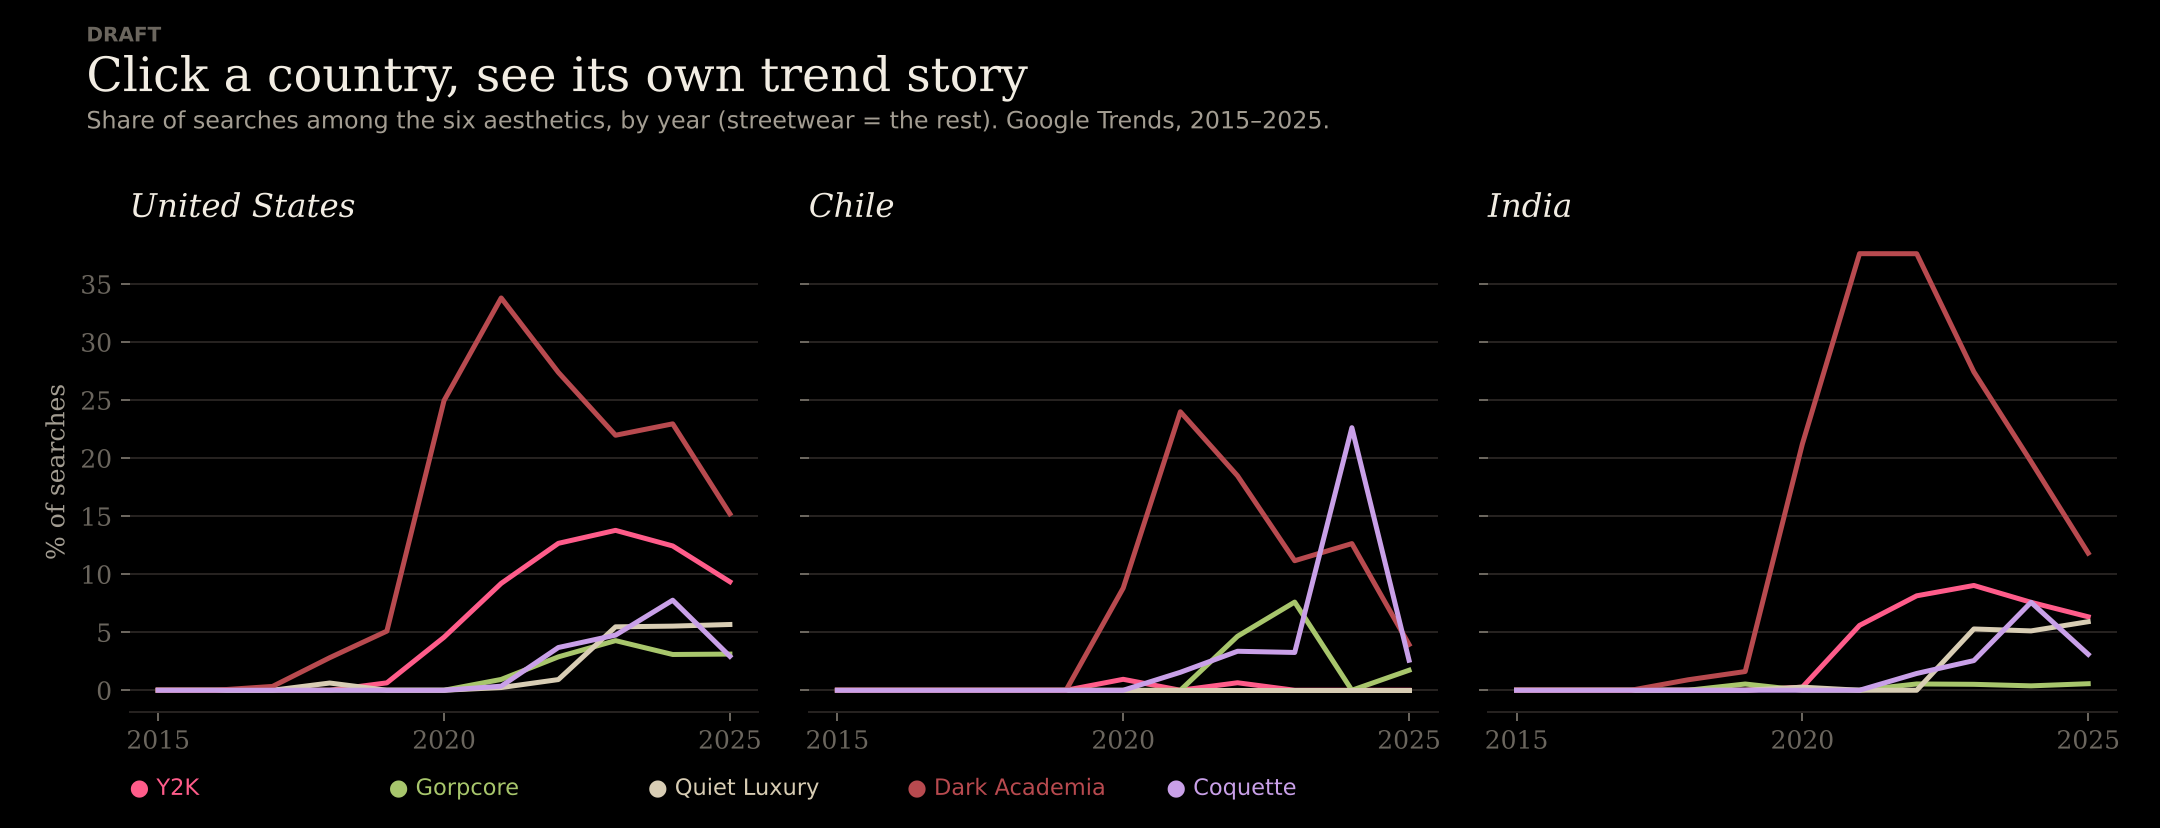 DRAFT
Click a country, see its own trend story
Share of searches among the six aesthetics, by year (streetwear = the rest). Google Trends, 2015–2025.
United States
Chile
India
% of searches
35
30
25
20
15
10
5
0
2015 2020 2025
2015 2020 2025
2015 2020 2025
Y2K Gorpcore Quiet Luxury Dark Academia Coquette